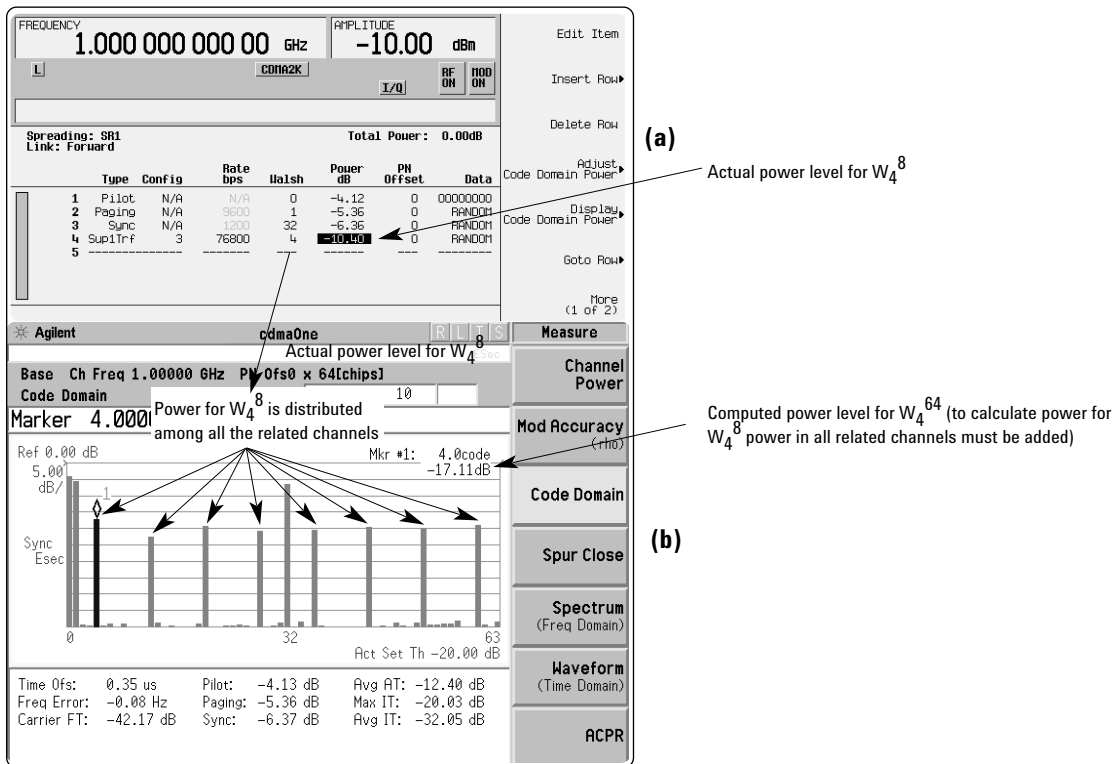 FREQUENCY
1.000 000 000 00 GHz
AMPLITUDE
-10.00 dBm
L
CDMA2K
I/Q
RF ON
MOD ON
Spreading: SR1
Link: Forward
Total Power: 0.00dB
Type Config Rate bps Walsh Power dB PN Offset Data
1 Pilot N/A N/A 0 -4.12 0 00000000
2 Paging N/A 9600 1 -5.36 0 RANDOM
3 Sync N/A 1200 32 -6.36 0 RANDOM
4 Sup1Trf 3 76800 4 -10.40 0 RANDOM
5 -------------- ------- --- ------ --- --------
Edit Item
Insert Row
Delete Row
Adjust
Code Domain Power
Display
Code Domain Power
Goto Row
More
(1 of 2)
(a)
Actual power level for W4^8
Agilent
cdmaOne
R L T S
Measure
Actual power level for W4^8
Base Ch Freq 1.00000 GHz PN Ofs0 x 64[chips]
Code Domain
10
Marker 4.000
Power for W4^8 is distributed
among all the related channels
Ref 0.00 dB
5.00
dB/
Mkr #1: 4.0code
-17.11dB
1
Sync
Esec
0 32 63
Act Set Th -20.00 dB
Time Ofs: 0.35 us
Freq Error: -0.08 Hz
Carrier FT: -42.17 dB
Pilot: -4.13 dB
Paging: -5.36 dB
Sync: -6.37 dB
Avg AT: -12.40 dB
Max IT: -20.03 dB
Avg IT: -32.05 dB
Channel
Power
Mod Accuracy
(rho)
Code Domain
Spur Close
Spectrum
(Freq Domain)
Waveform
(Time Domain)
ACPR
(b)
Computed power level for W4^64 (to calculate power for
W4^8 power in all related channels must be added)